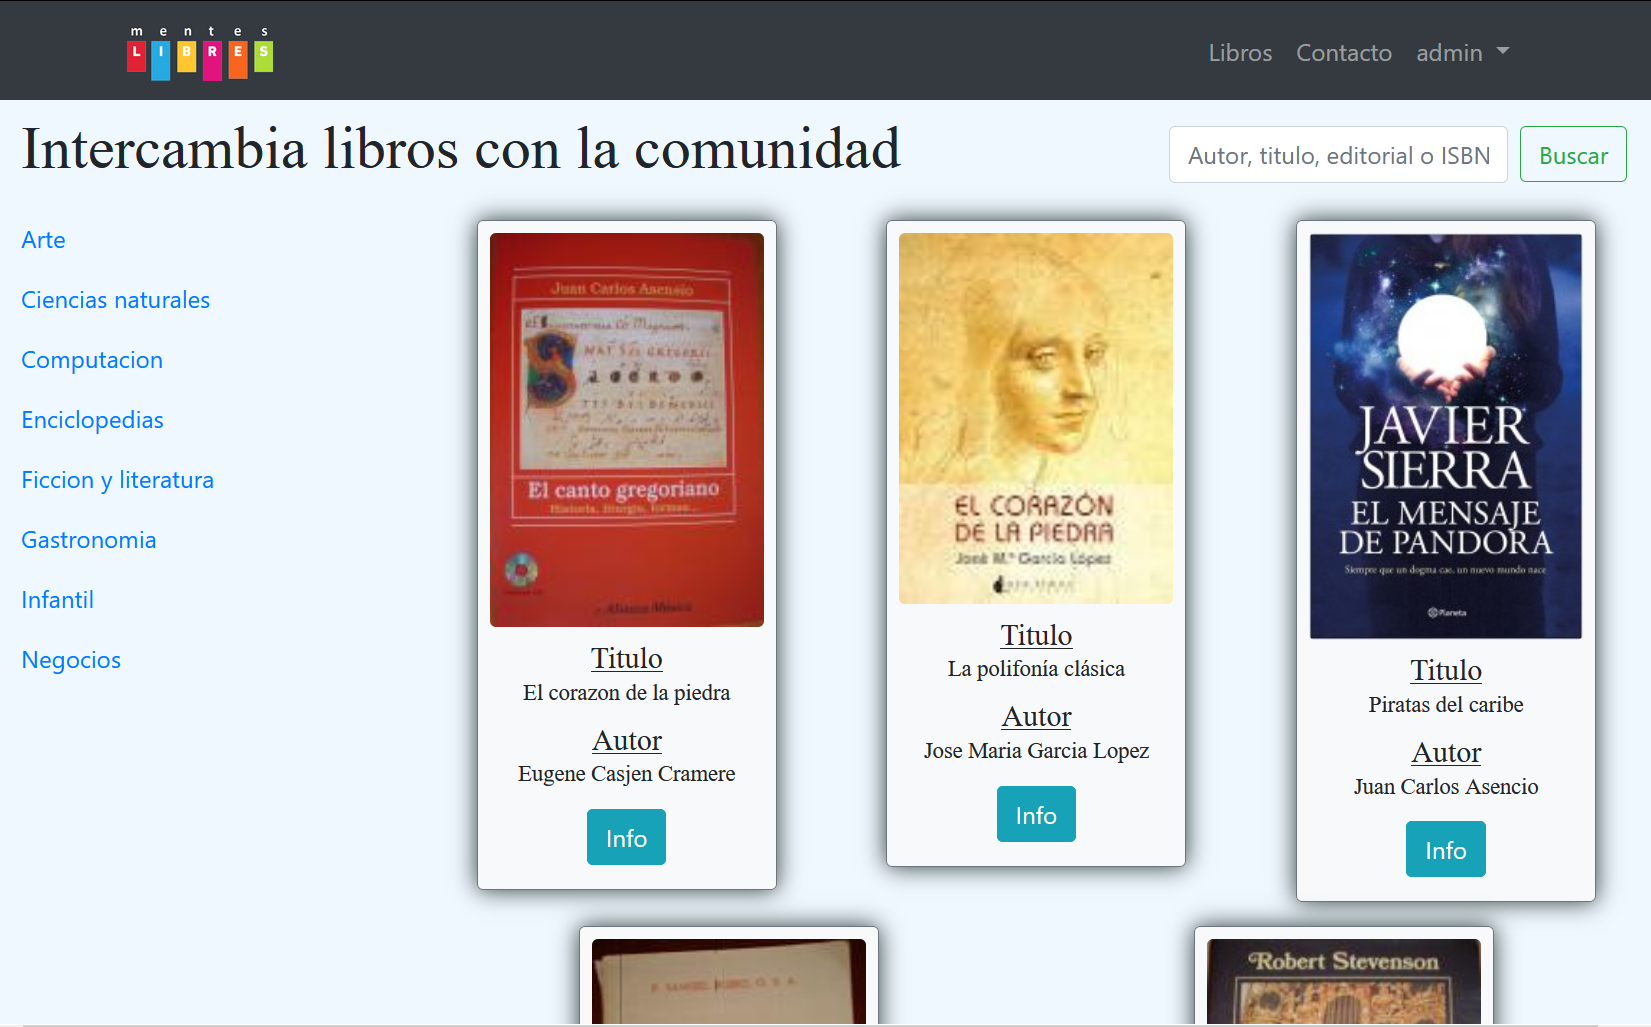 mentes
LIBRES
Libros Contacto admin
Intercambia libros con la comunidad
Autor, titulo, editorial o ISBN
Buscar
Arte
Ciencias naturales
Computacion
Enciclopedias
Ficcion y literatura
Gastronomia
Infantil
Negocios
Juan Carlos Asensio
El canto gregoriano
Historia, liturgia, formas...
Alianza Música
Titulo
El corazon de la piedra
Autor
Eugene Casjen Cramere
Info
EL CORAZÓN
DE LA PIEDRA
José Mª García López
Titulo
La polifonía clásica
Autor
Jose Maria Garcia Lopez
Info
JAVIER
SIERRA
EL MENSAJE
DE PANDORA
Siempre que un dogma cae, un nuevo mundo nace
Planeta
Titulo
Piratas del caribe
Autor
Juan Carlos Asencio
Info
Robert Stevenson